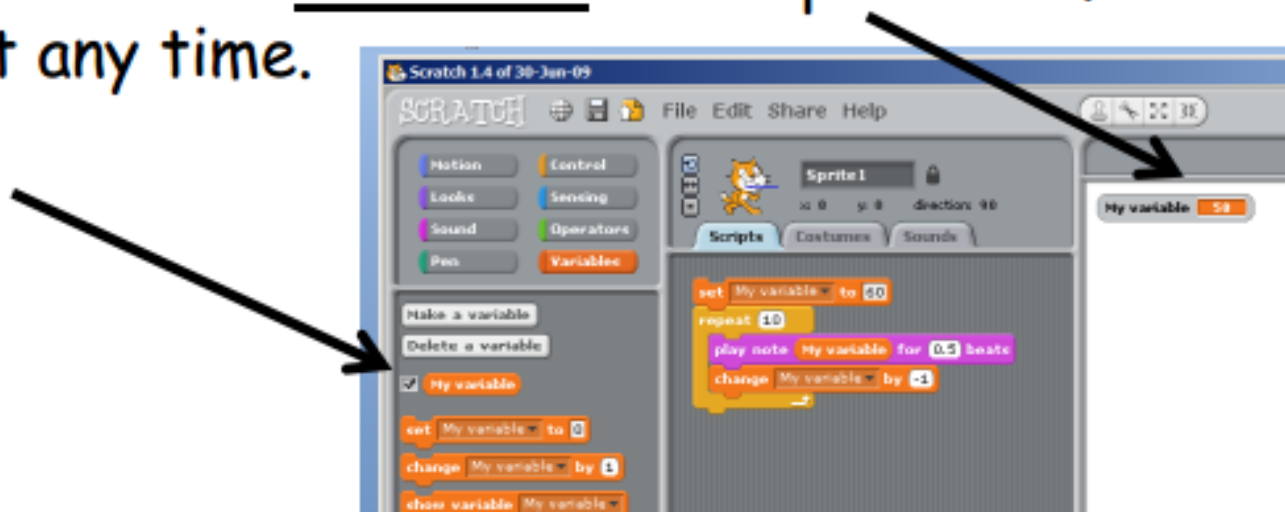 t any time.
Scratch 1.4 of 30-Jun-09
SCRATCH File Edit Share Help
Motion Control
Looks Sensing
Sound Operators
Pen Variables
Sprite1
x: 0 y: 0 direction: 90
Scripts Costumes Sounds
Make a variable
Delete a variable
My variable
set My variable to 0
change My variable by 1
show variable My variable
set My variable to 60
repeat 10
play note My variable for 0.5 beats
change My variable by -1
My variable 50